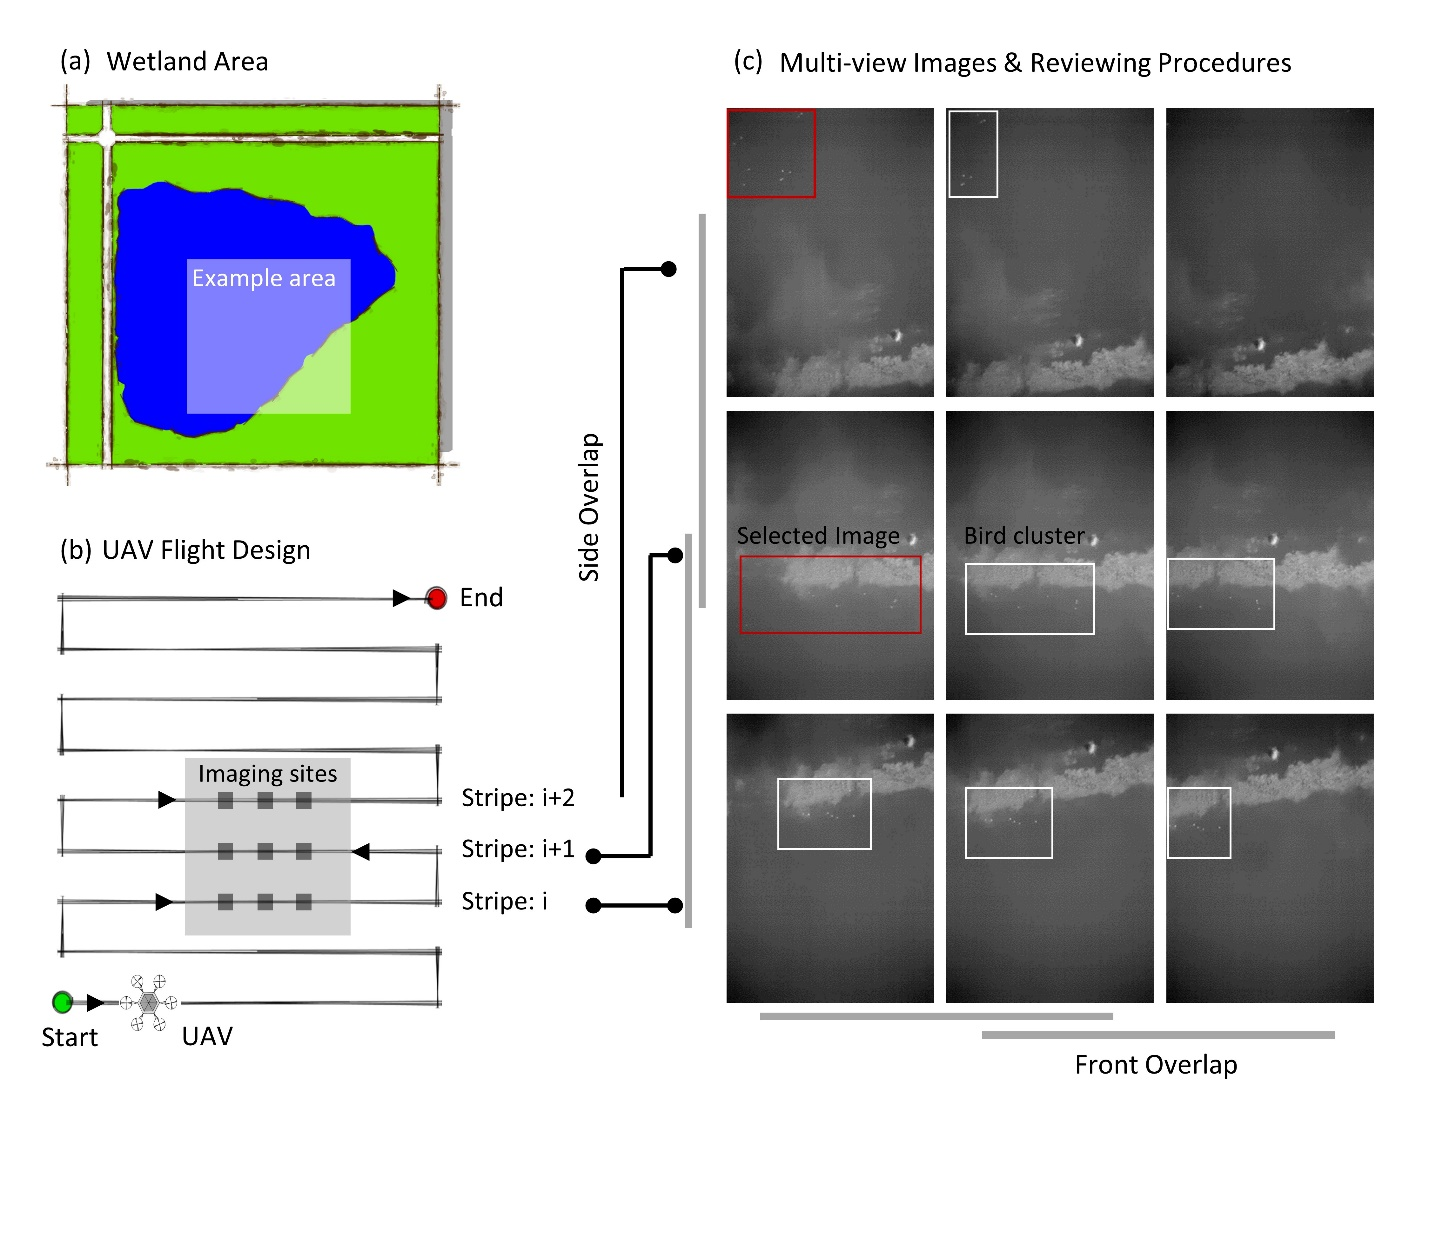 (a) Wetland Area
Example area
(b) UAV Flight Design
End
Imaging sites
Stripe: i+2
Stripe: i+1
Stripe: i
Start
UAV
Side Overlap
(c) Multi-view Images & Reviewing Procedures
Selected Image
Bird cluster
Front Overlap